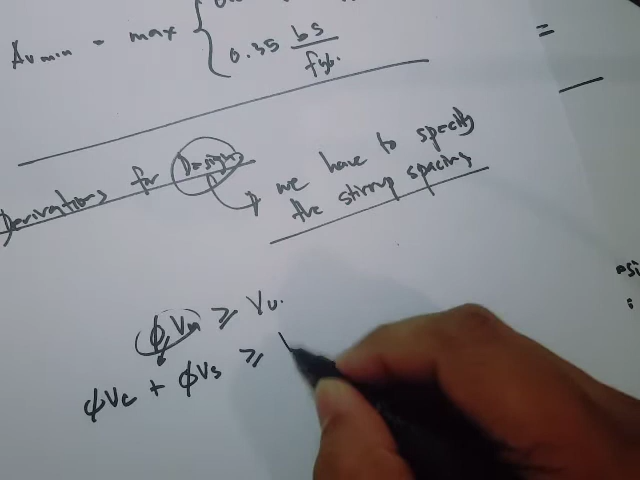 Av min = max
0.35 bs
fyb.
=
Derivations for Design
we have to specify
the stirrup spacing
ϕVn ⩾ Vu.
ϕVc + ϕVs ⩾